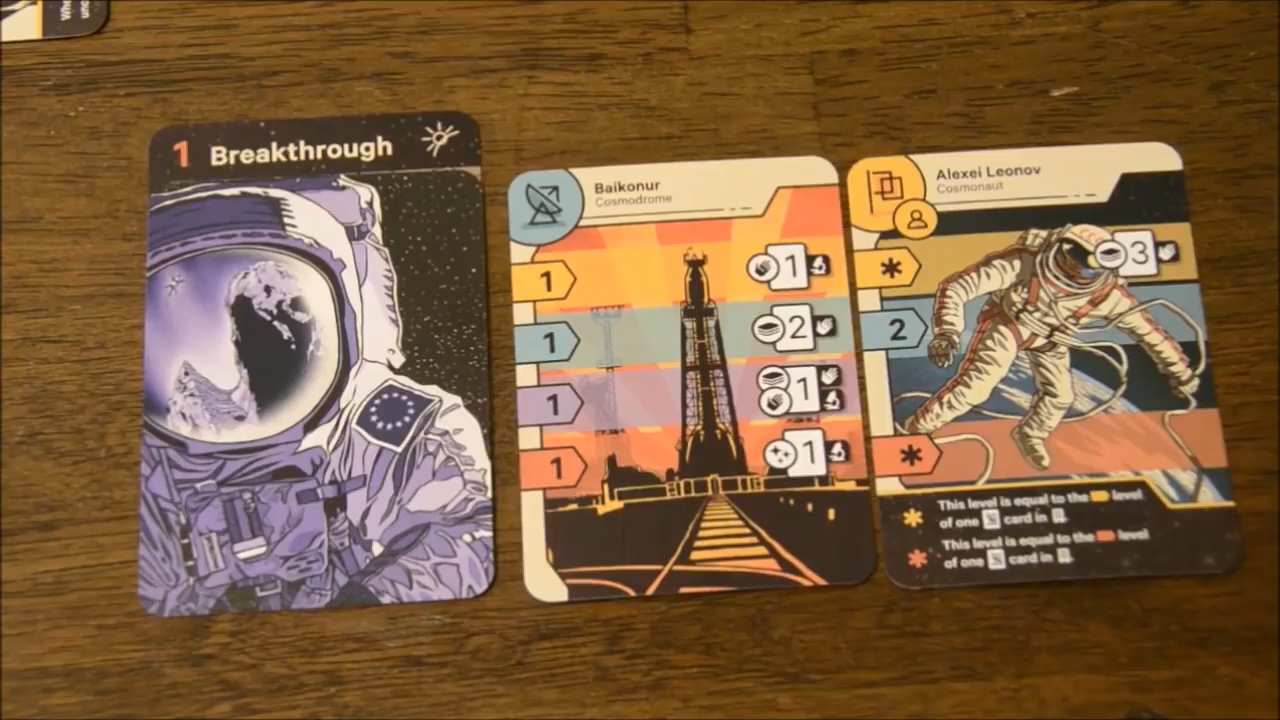 1 Breakthrough
Baikonur
Cosmodrome
1
1
1
1
1
2
1
1
Alexei Leonov
Cosmonaut
*
2
*
3
CCC
* This level is equal to the level
of one card in
* This level is equal to the level
of one card in